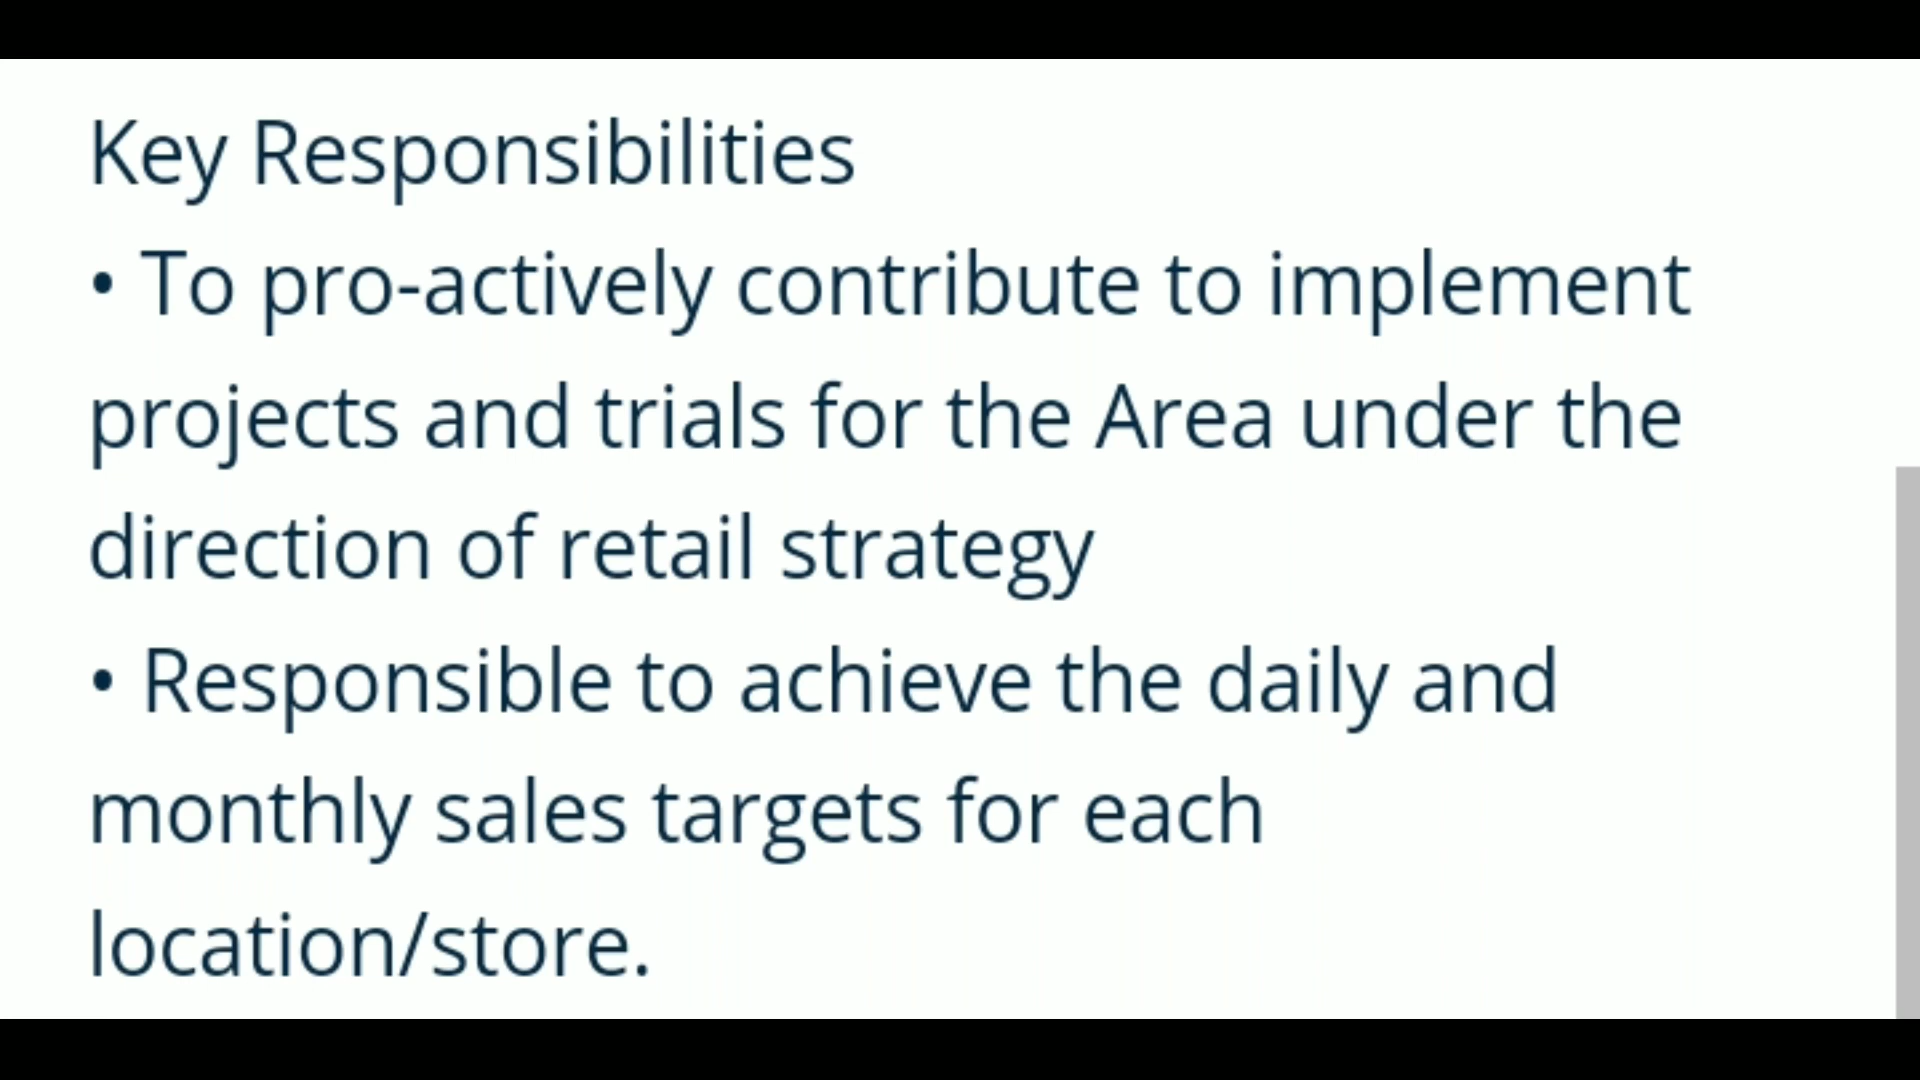 Key Responsibilities
• To pro-actively contribute to implement
projects and trials for the Area under the
direction of retail strategy
• Responsible to achieve the daily and
monthly sales targets for each
location/store.